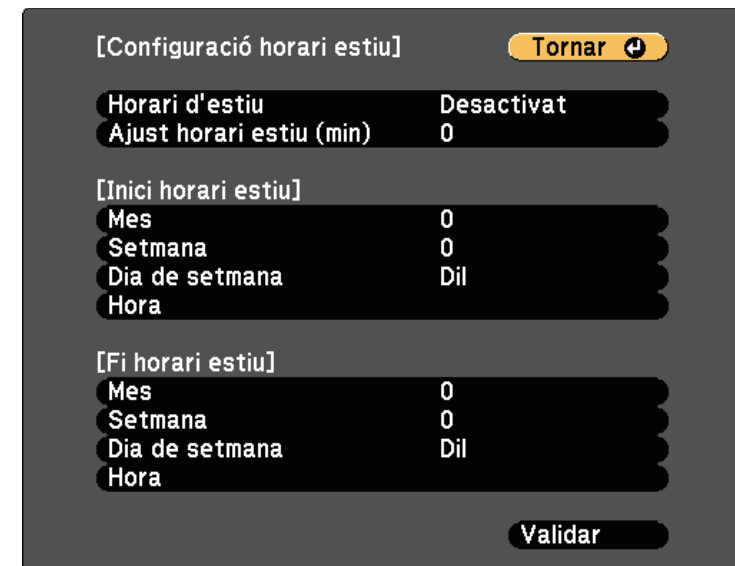 [Configuració horari estiu] Tornar
Horari d'estiu Desactivat
Ajust horari estiu (min) 0
[Inici horari estiu]
Mes 0
Setmana 0
Dia de setmana Dil
Hora
[Fi horari estiu]
Mes 0
Setmana 0
Dia de setmana Dil
Hora
Validar